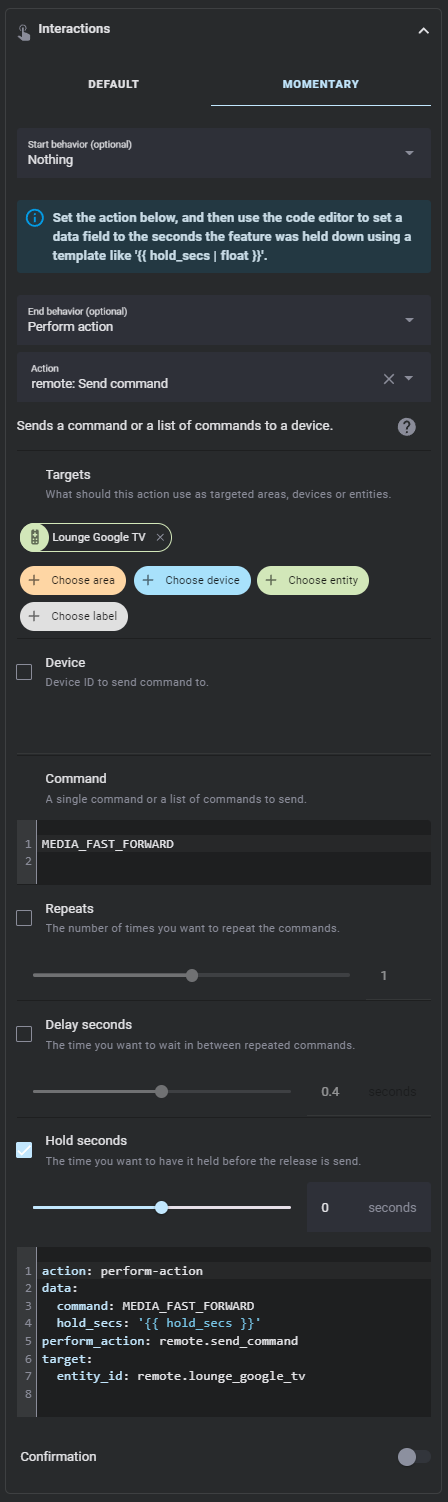 Interactions
DEFAULT
MOMENTARY
Start behavior (optional)
Nothing
Set the action below, and then use the code editor to set a
data field to the seconds the feature was held down using a
template like '{{ hold_secs | float }}'.
End behavior (optional)
Perform action
Action
remote: Send command
Sends a command or a list of commands to a device.
Targets
What should this action use as targeted areas, devices or entities.
Lounge Google TV
Choose area
Choose device
Choose entity
Choose label
Device
Device ID to send command to.
Command
A single command or a list of commands to send.
1 MEDIA_FAST_FORWARD
2
Repeats
The number of times you want to repeat the commands.
1
Delay seconds
The time you want to wait in between repeated commands.
0.4 seconds
Hold seconds
The time you want to have it held before the release is send.
0 seconds
1 action: perform-action
2 data:
3   command: MEDIA_FAST_FORWARD
4   hold_secs: '{{ hold_secs }}'
5 perform_action: remote.send_command
6 target:
7   entity_id: remote.lounge_google_tv
8
Confirmation